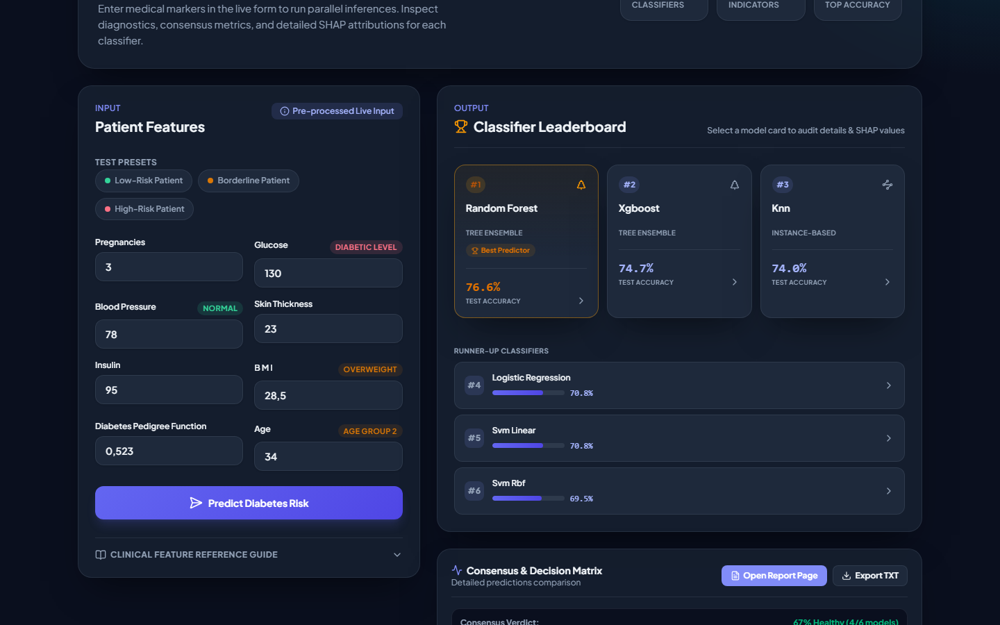 Enter medical markers in the live form to run parallel inferences. Inspect
diagnostics, consensus metrics, and detailed SHAP attributions for each
classifier.
CLASSIFIERS
INDICATORS
TOP ACCURACY
INPUT
Patient Features
Pre-processed Live Input
TEST PRESETS
Low-Risk Patient
Borderline Patient
High-Risk Patient
Pregnancies
3
Glucose
DIABETIC LEVEL
130
Blood Pressure
NORMAL
78
Skin Thickness
23
Insulin
95
B M I
OVERWEIGHT
28,5
Diabetes Pedigree Function
0,523
Age
AGE GROUP 2
34
Predict Diabetes Risk
CLINICAL FEATURE REFERENCE GUIDE
OUTPUT
Classifier Leaderboard
Select a model card to audit details & SHAP values
#1
Random Forest
TREE ENSEMBLE
Best Predictor
76.6%
TEST ACCURACY
#2
Xgboost
TREE ENSEMBLE
74.7%
TEST ACCURACY
#3
Knn
INSTANCE-BASED
74.0%
TEST ACCURACY
RUNNER-UP CLASSIFIERS
#4
Logistic Regression
70.8%
#5
Svm Linear
70.8%
#6
Svm Rbf
69.5%
Consensus & Decision Matrix
Detailed predictions comparison
Open Report Page
Export TXT
Consensus Verdict:
67% Healthy (4/6 models)